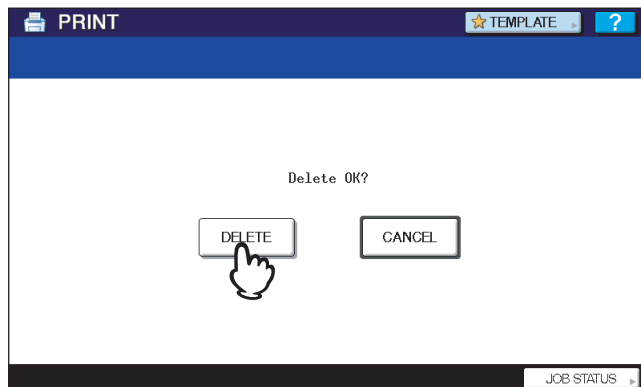 PRINT
TEMPLATE
?
Delete OK?
DELETE
CANCEL
JOB STATUS